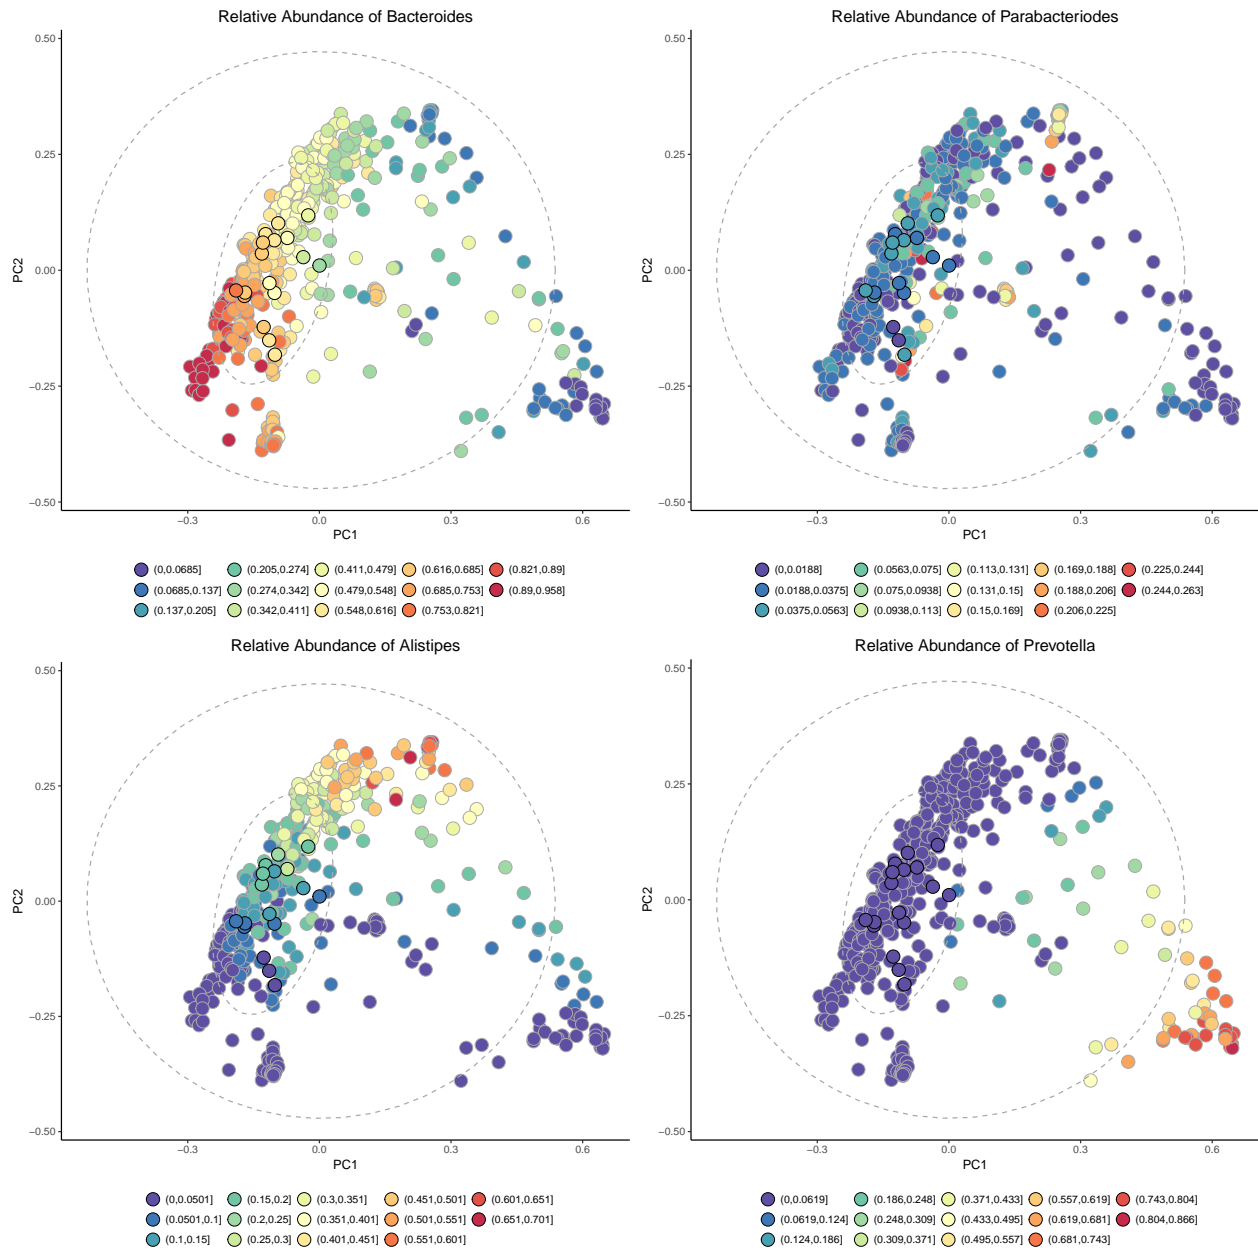 Relative Abundance of Bacteroides
0.50
0.25
0.00
−0.25
−0.50
PC2
−0.3 0.0 0.3 0.6
PC1
(0,0.0685] (0.205,0.274] (0.411,0.479] (0.616,0.685] (0.821,0.89]
(0.0685,0.137] (0.274,0.342] (0.479,0.548] (0.685,0.753] (0.89,0.958]
(0.137,0.205] (0.342,0.411] (0.548,0.616] (0.753,0.821]
Relative Abundance of Parabacteriodes
0.50
0.25
0.00
−0.25
−0.50
PC2
−0.3 0.0 0.3 0.6
PC1
(0,0.0188] (0.0563,0.075] (0.113,0.131] (0.169,0.188] (0.225,0.244]
(0.0188,0.0375] (0.075,0.0938] (0.131,0.15] (0.188,0.206] (0.244,0.263]
(0.0375,0.0563] (0.0938,0.113] (0.15,0.169] (0.206,0.225]
Relative Abundance of Alistipes
0.50
0.25
0.00
−0.25
−0.50
PC2
−0.3 0.0 0.3 0.6
PC1
(0,0.0501] (0.15,0.2] (0.3,0.351] (0.451,0.501] (0.601,0.651]
(0.0501,0.1] (0.2,0.25] (0.351,0.401] (0.501,0.551] (0.651,0.701]
(0.1,0.15] (0.25,0.3] (0.401,0.451] (0.551,0.601]
Relative Abundance of Prevotella
0.50
0.25
0.00
−0.25
−0.50
PC2
−0.3 0.0 0.3 0.6
PC1
(0,0.0619] (0.186,0.248] (0.371,0.433] (0.557,0.619] (0.743,0.804]
(0.0619,0.124] (0.248,0.309] (0.433,0.495] (0.619,0.681] (0.804,0.866]
(0.124,0.186] (0.309,0.371] (0.495,0.557] (0.681,0.743]